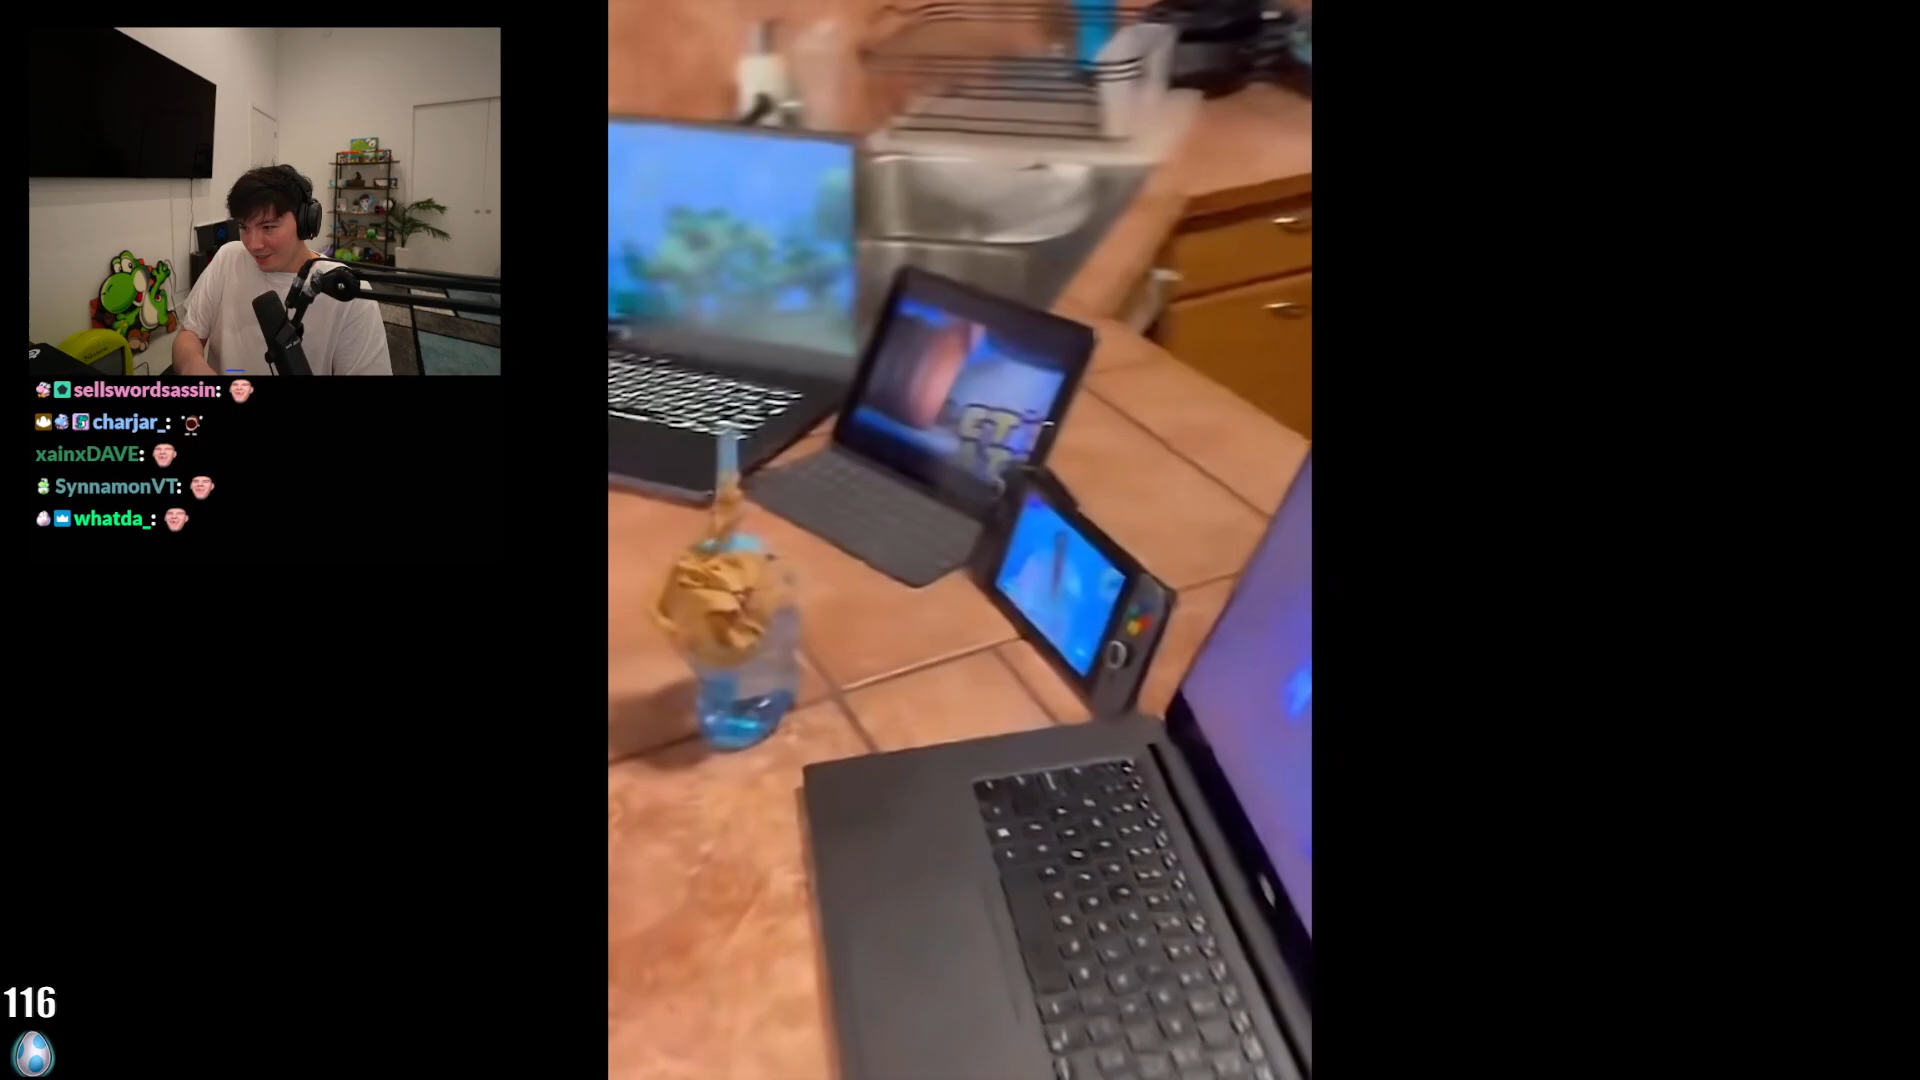 sellswordsassin:
charjar_:
xainxDAVE:
SynnamonVT:
whatda_:
116